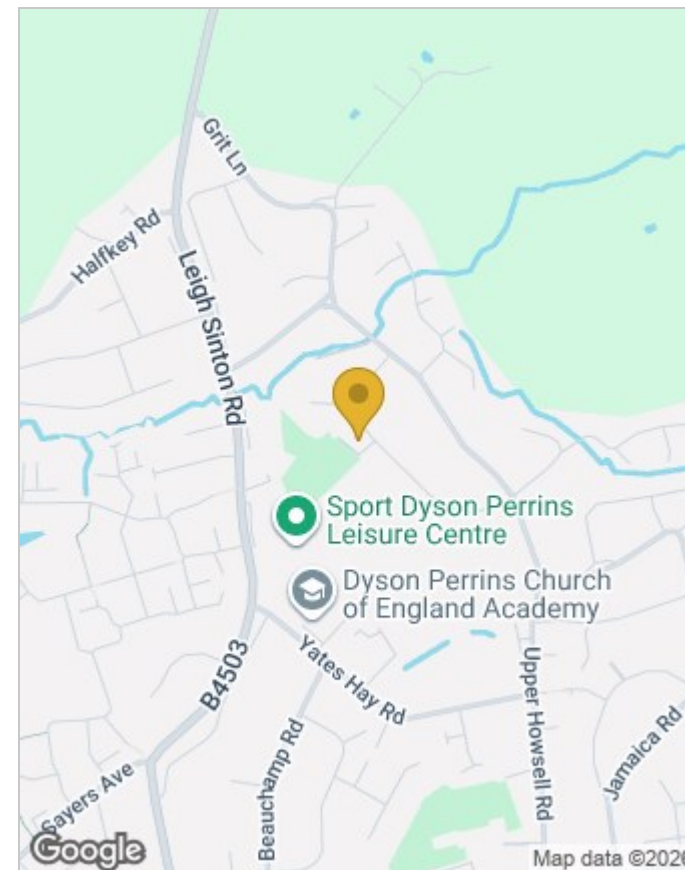 Grit Ln
Halfkey Rd
Leigh Sinton Rd
Sport Dyson Perrins
Leisure Centre
Dyson Perrins Church
of England Academy
B4503
Yates Hay Rd
Upper Howsell Rd
Jamaica Rd
Sayers Ave
Beauchamp Rd
Google
Map data ©2026